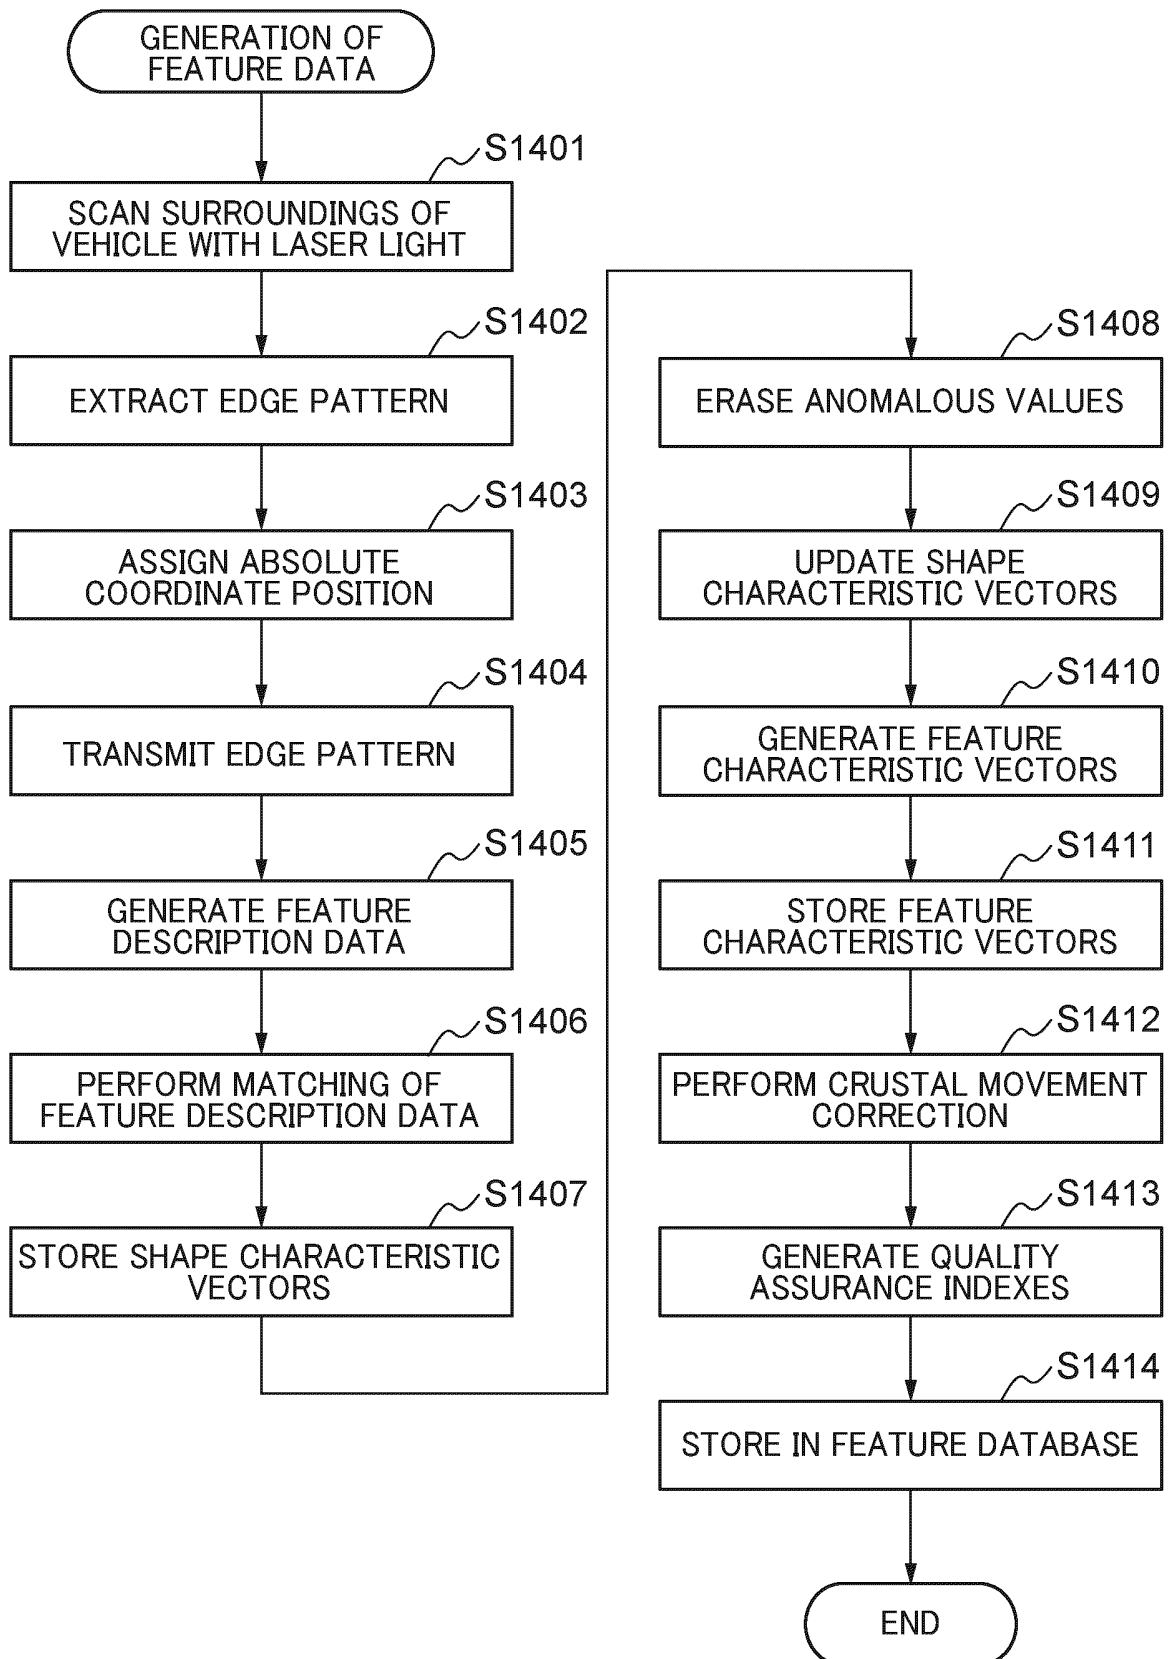 GENERATION OF
FEATURE DATA
S1401
SCAN SURROUNDINGS OF
VEHICLE WITH LASER LIGHT
S1402
EXTRACT EDGE PATTERN
S1403
ASSIGN ABSOLUTE
COORDINATE POSITION
S1404
TRANSMIT EDGE PATTERN
S1405
GENERATE FEATURE
DESCRIPTION DATA
S1406
PERFORM MATCHING OF
FEATURE DESCRIPTION DATA
S1407
STORE SHAPE CHARACTERISTIC
VECTORS
S1408
ERASE ANOMALOUS VALUES
S1409
UPDATE SHAPE
CHARACTERISTIC VECTORS
S1410
GENERATE FEATURE
CHARACTERISTIC VECTORS
S1411
STORE FEATURE
CHARACTERISTIC VECTORS
S1412
PERFORM CRUSTAL MOVEMENT
CORRECTION
S1413
GENERATE QUALITY
ASSURANCE INDEXES
S1414
STORE IN FEATURE DATABASE
END